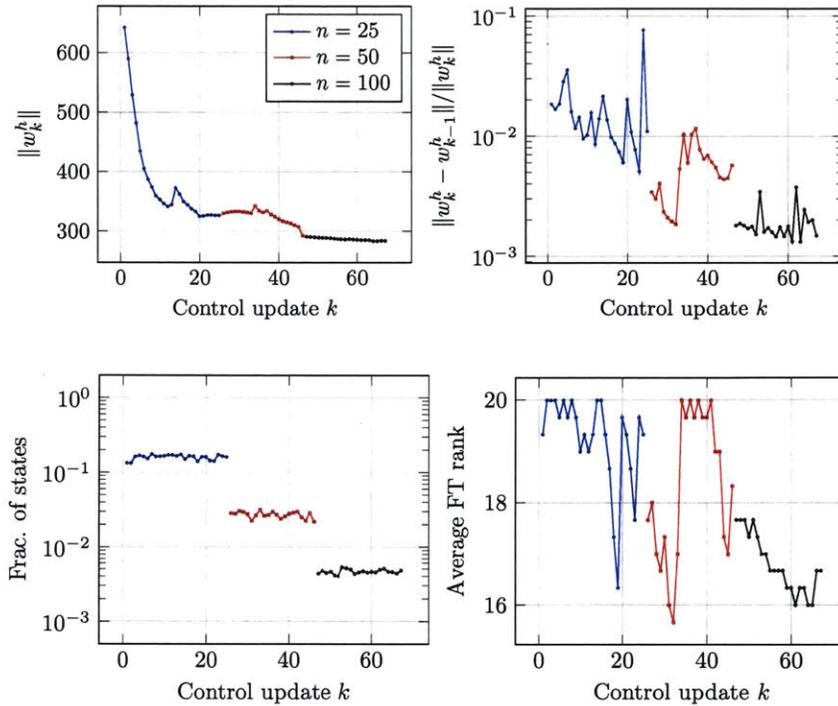 600
500
400
300
0
20
40
60
Control update k
‖w_k^h‖
n = 25
n = 50
n = 100
10^{-1}
10^{-2}
10^{-3}
0
20
40
60
Control update k
‖w_k^h − w_{k−1}^h‖/‖w_k^h‖
10^0
10^{-1}
10^{-2}
10^{-3}
0
20
40
60
Control update k
Frac. of states
20
18
16
0
20
40
60
Control update k
Average FT rank